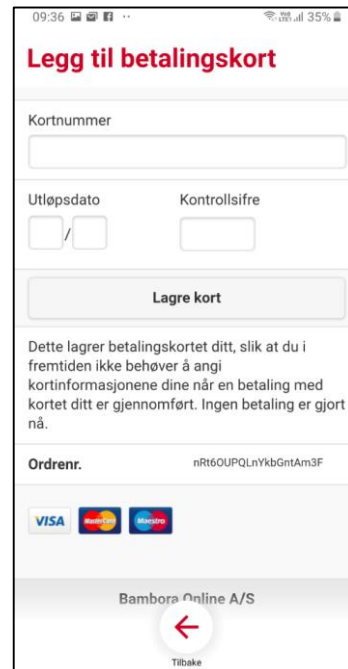 09:36 35%
Legg til betalingskort
Kortnummer
Utløpsdato Kontrollsifre
/
Lagre kort
Dette lagrer betalingskortet ditt, slik at du i
fremtiden ikke behøver å angi
kortinformasjonene dine når en betaling med
kortet ditt er gjennomført. Ingen betaling er gjort
nå.
Ordrenr. nRt6OUPQLnYkbGntAm3F
VISA MasterCard Maestro
Bambora Online A/S
Tilbake